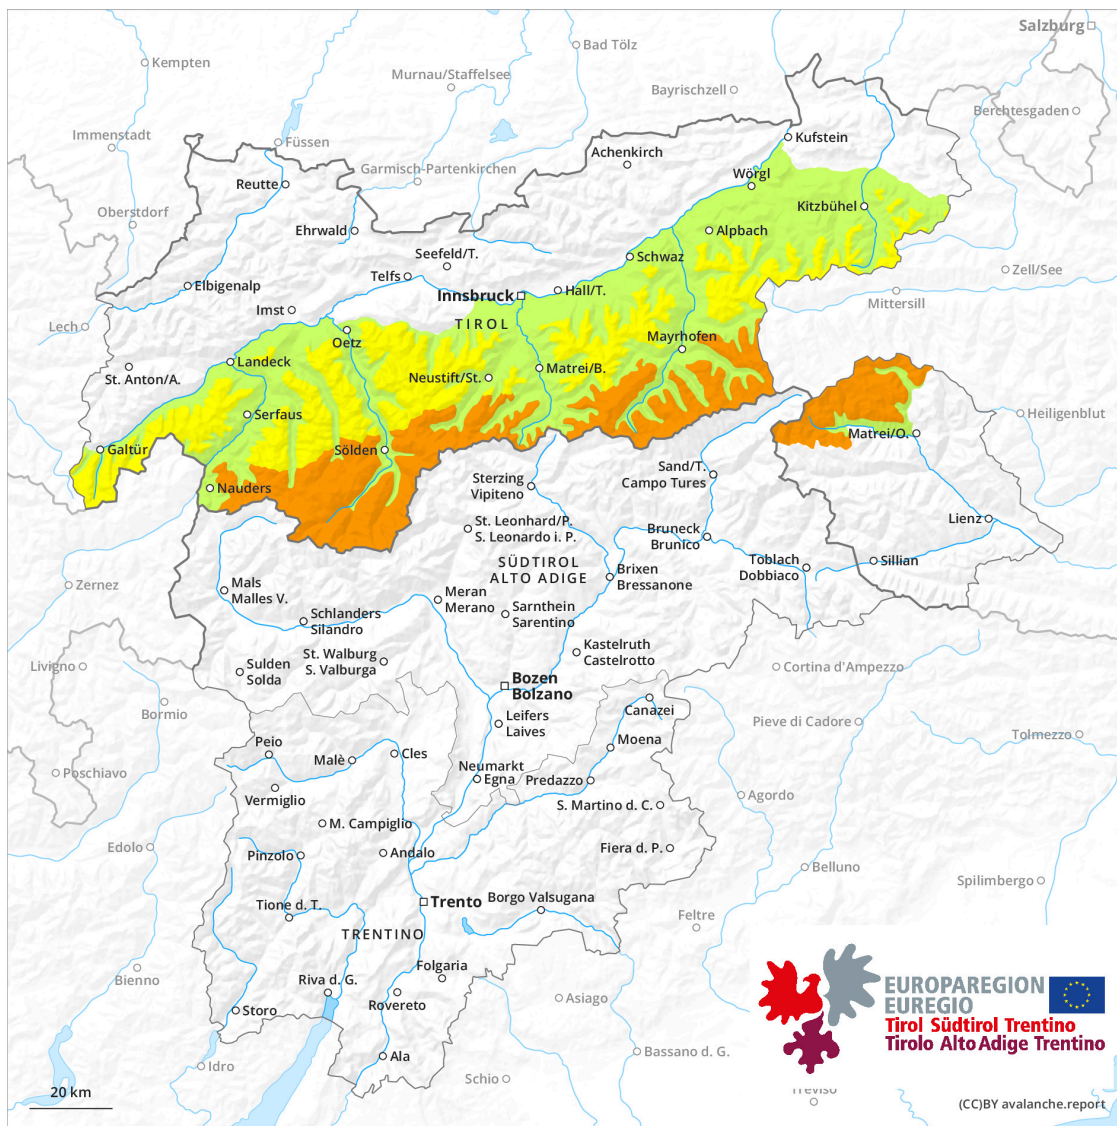 Salzburg
Bad Tölz
Kempten
Murnau/Staffelsee
Bayrischzell
Berchtesgaden
Immenstadt
Füssen
Kufstein
Achenkirch
Garmisch-Partenkirchen
Wörgl
Reutte
Oberstdorf
Kitzbühel
Ehrwald
Alpbach
Seefeld/T.
Schwaz
Zell/See
Telfs
Elbigenalp
Innsbruck
Hall/T.
Mittersill
Imst
Lech
TIROL
Oetz
Mayrhofen
Landeck
Matrei/B.
St. Anton/A.
Neustift/St.
Serfaus
Heiligenblut
Matrei/O.
Galtür
Sölden
Sand/T.
Campo Tures
Sterzing
Vipiteno
Nauders
Lienz
St. Leonhard/P.
S. Leonardo i. P.
Bruneck
Brunico
SÜDTIROL
ALTO ADIGE
Toblach
Dobbiaco
Sillian
Brixen
Bressanone
Zernez
Mals
Malles V.
Meran
Merano
Sarnthein
Sarentino
Schlanders
Silandro
Kastelruth
Castelrotto
St. Walburg
S. Valburga
Livigno
Sulden
Solda
Cortina d'Ampezzo
Bozen
Bolzano
Bormio
Canazei
Leifers
Laives
Pieve di Cadore
Tolmezzo
Peio
Moena
Malè
Cles
Neumarkt
Egna
Predazzo
Poschiavo
Vermiglio
Agordo
S. Martino d. C.
M. Campiglio
Edolo
Pinzolo
Andalo
Fiera d. P.
Belluno
Spilimbergo
Trento
Borgo Valsugana
Tione d. T.
Feltre
TRENTINO
Folgaria
Bienno
Riva d. G.
Rovereto
Asiago
Storo
EUROPAREGION
EUREGIO
Tirol Südtirol Trentino
Tirolo Alto Adige Trentino
Ala
Bassano d. G.
Idro
Schio
Treviso
20 km
(CC)BY avalanche.report